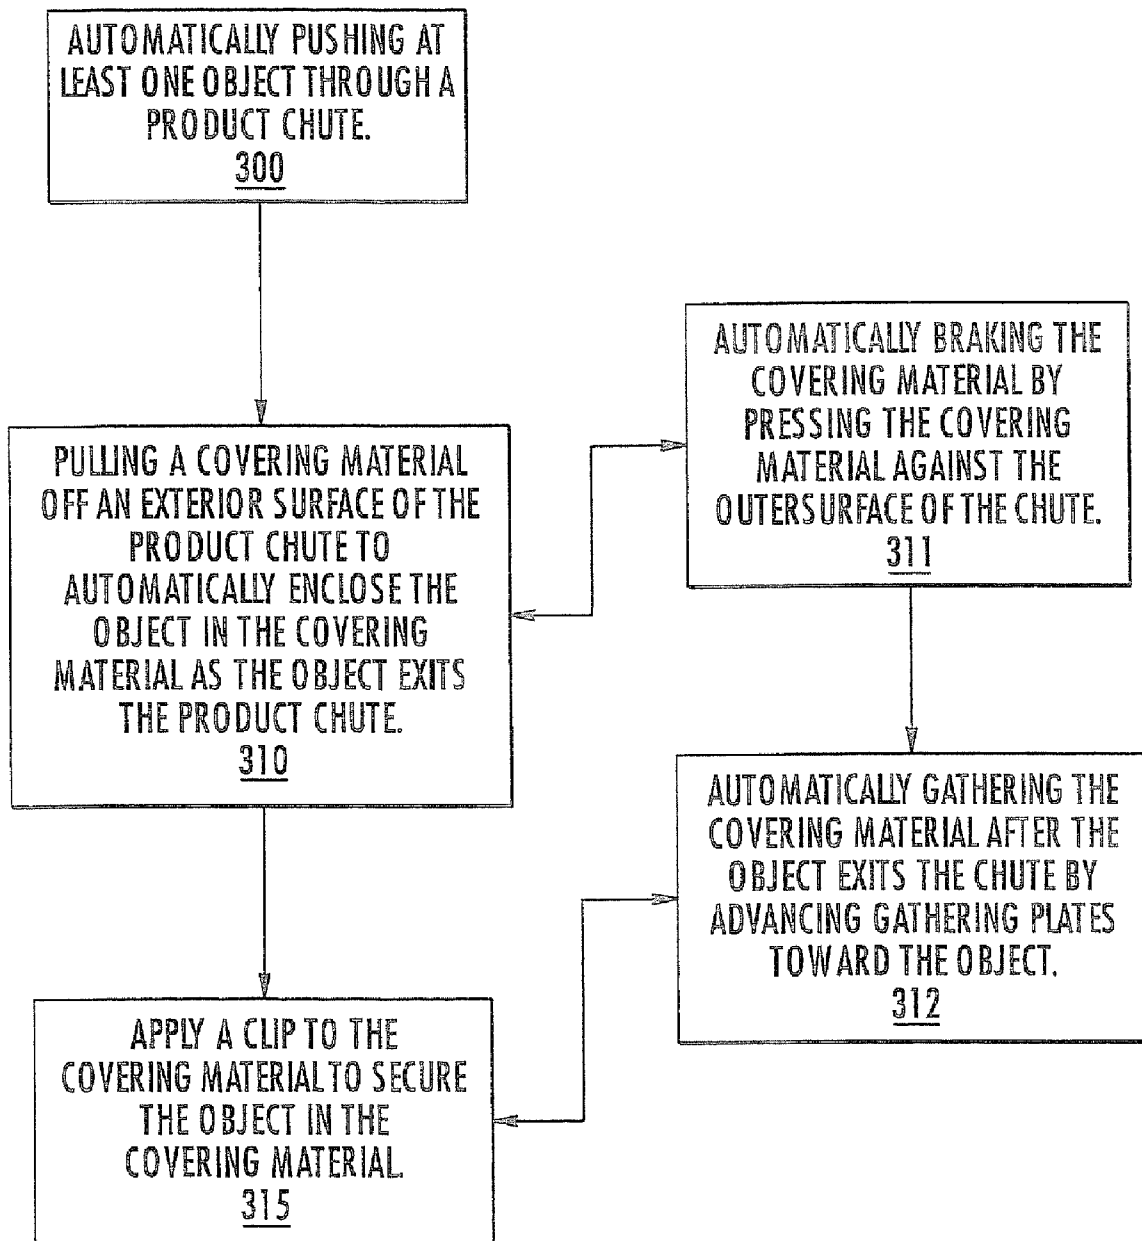 AUTOMATICALLY PUSHING AT
LEAST ONE OBJECT THROUGH A
PRODUCT CHUTE.
300
PULLING A COVERING MATERIAL
OFF AN EXTERIOR SURFACE OF THE
PRODUCT CHUTE TO
AUTOMATICALLY ENCLOSE THE
OBJECT IN THE COVERING
MATERIAL AS THE OBJECT EXITS
THE PRODUCT CHUTE.
310
AUTOMATICALLY BRAKING THE
COVERING MATERIAL BY
PRESSING THE COVERING
MATERIAL AGAINST THE
OUTERSURFACE OF THE CHUTE.
311
AUTOMATICALLY GATHERING THE
COVERING MATERIAL AFTER THE
OBJECT EXITS THE CHUTE BY
ADVANCING GATHERING PLATES
TOWARD THE OBJECT.
312
APPLY A CLIP TO THE
COVERING MATERIAL TO SECURE
THE OBJECT IN THE
COVERING MATERIAL.
315